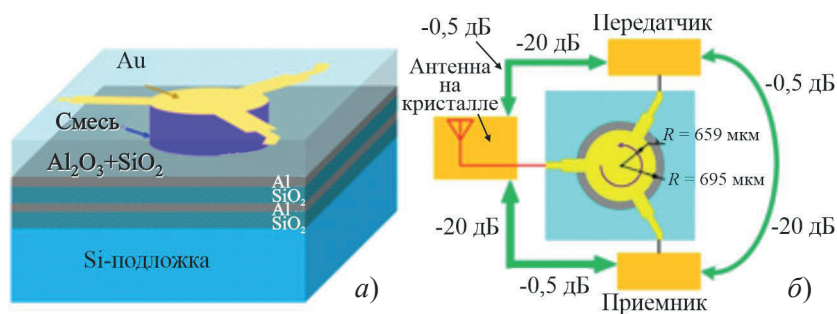 Au
Смесь
Al₂O₃+SiO₂
Al
SiO₂
Al
SiO₂
Si-подложка
а)
Передатчик
-0,5 дБ
-20 дБ
Антенна
на
кристалле
-0,5 дБ
R = 659 мкм
R = 695 мкм
-20 дБ
-20 дБ
-0,5 дБ
Приемник
б)